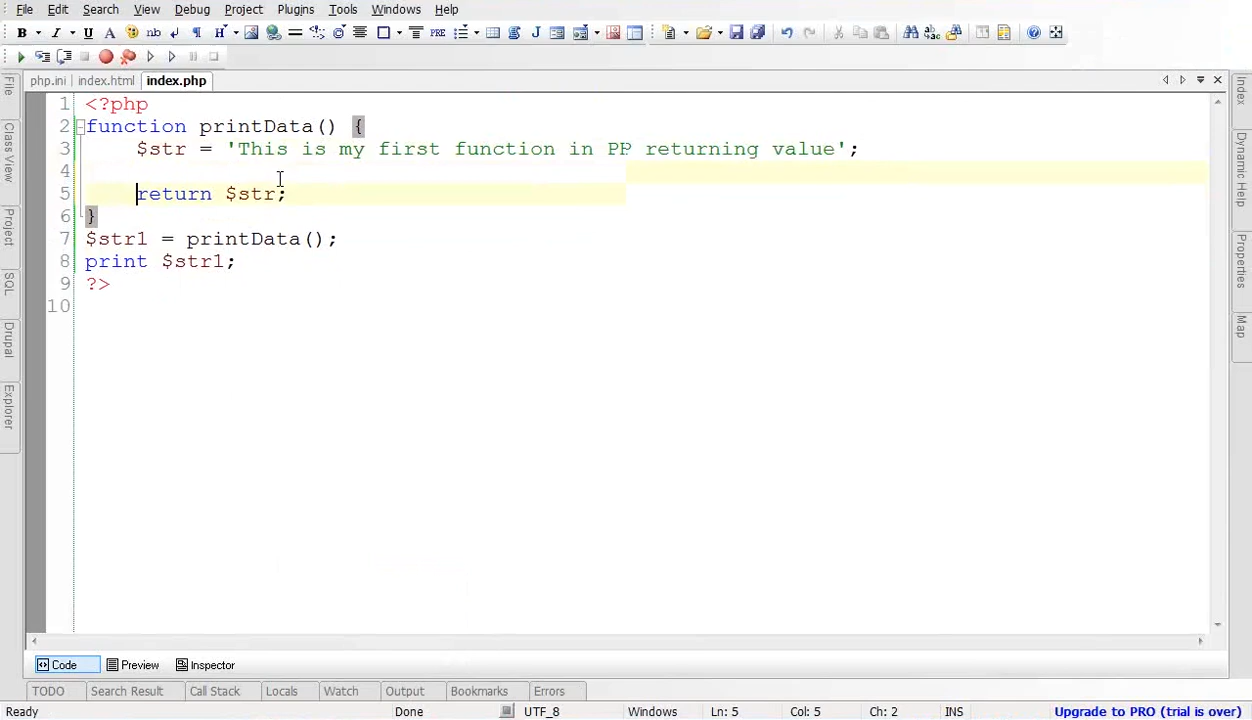 File Edit Search View Debug Project Plugins Tools Windows Help
B I U A nb H PRE J
php.ini index.html index.php
1 <?php
2 function printData() {
3 $str = 'This is my first function in returning value';
4
5 return $str;
6 }
7 $str1 = printData();
8 print $str1;
9 ?>
10
File
Class View
Project
SQL
Drupal
Explorer
Index
Dynamic Help
Properties
Map
Code Preview Inspector
TODO Search Result Call Stack Locals Watch Output Bookmarks Errors
Ready Done UTF_8 Windows Ln: 5 Col: 5 Ch: 2 INS Upgrade to PRO (trial is over)